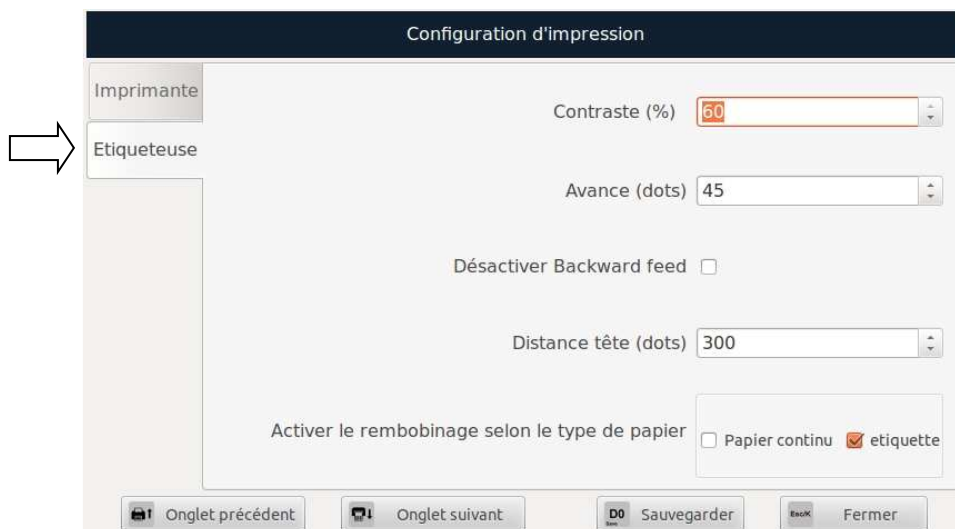 Configuration d'impression
Imprimante
Etiqueteuse
Contraste (%) 60
Avance (dots) 45
Désactiver Backward feed
Distance tête (dots) 300
Activer le rembobinage selon le type de papier
Papier continu etiquette
Onglet précédent Onglet suivant D0 Sauvegarder Esc/K Fermer